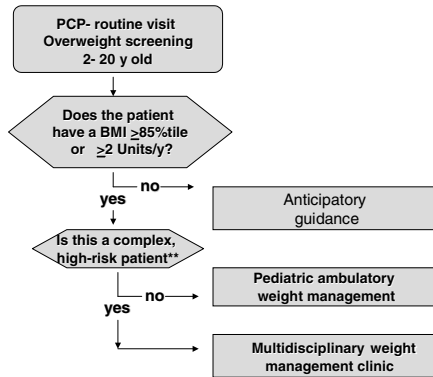 PCP- routine visit
Overweight screening
2- 20 y old
Does the patient
have a BMI ≥85%tile
or ≥2 Units/y?
no
yes
Anticipatory
guidance
Is this a complex,
high-risk patient**
no
yes
Pediatric ambulatory
weight management
Multidisciplinary weight
management clinic